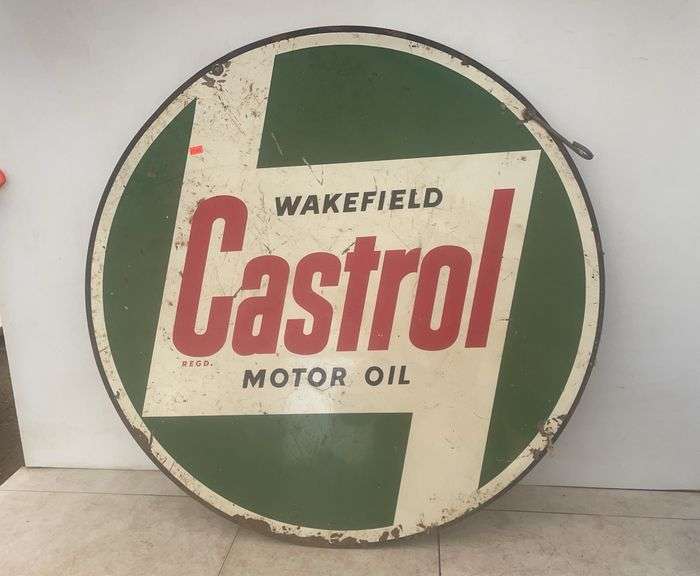 WAKEFIELD
Castrol
REGD.
MOTOR OIL